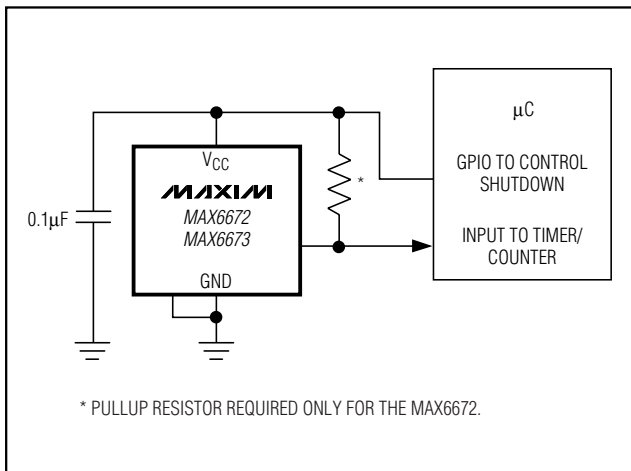 μC
VCC
GPIO TO CONTROL
SHUTDOWN
*
MAXIM
0.1μF
MAX6672
MAX6673
INPUT TO TIMER/
COUNTER
GND
* PULLUP RESISTOR REQUIRED ONLY FOR THE MAX6672.